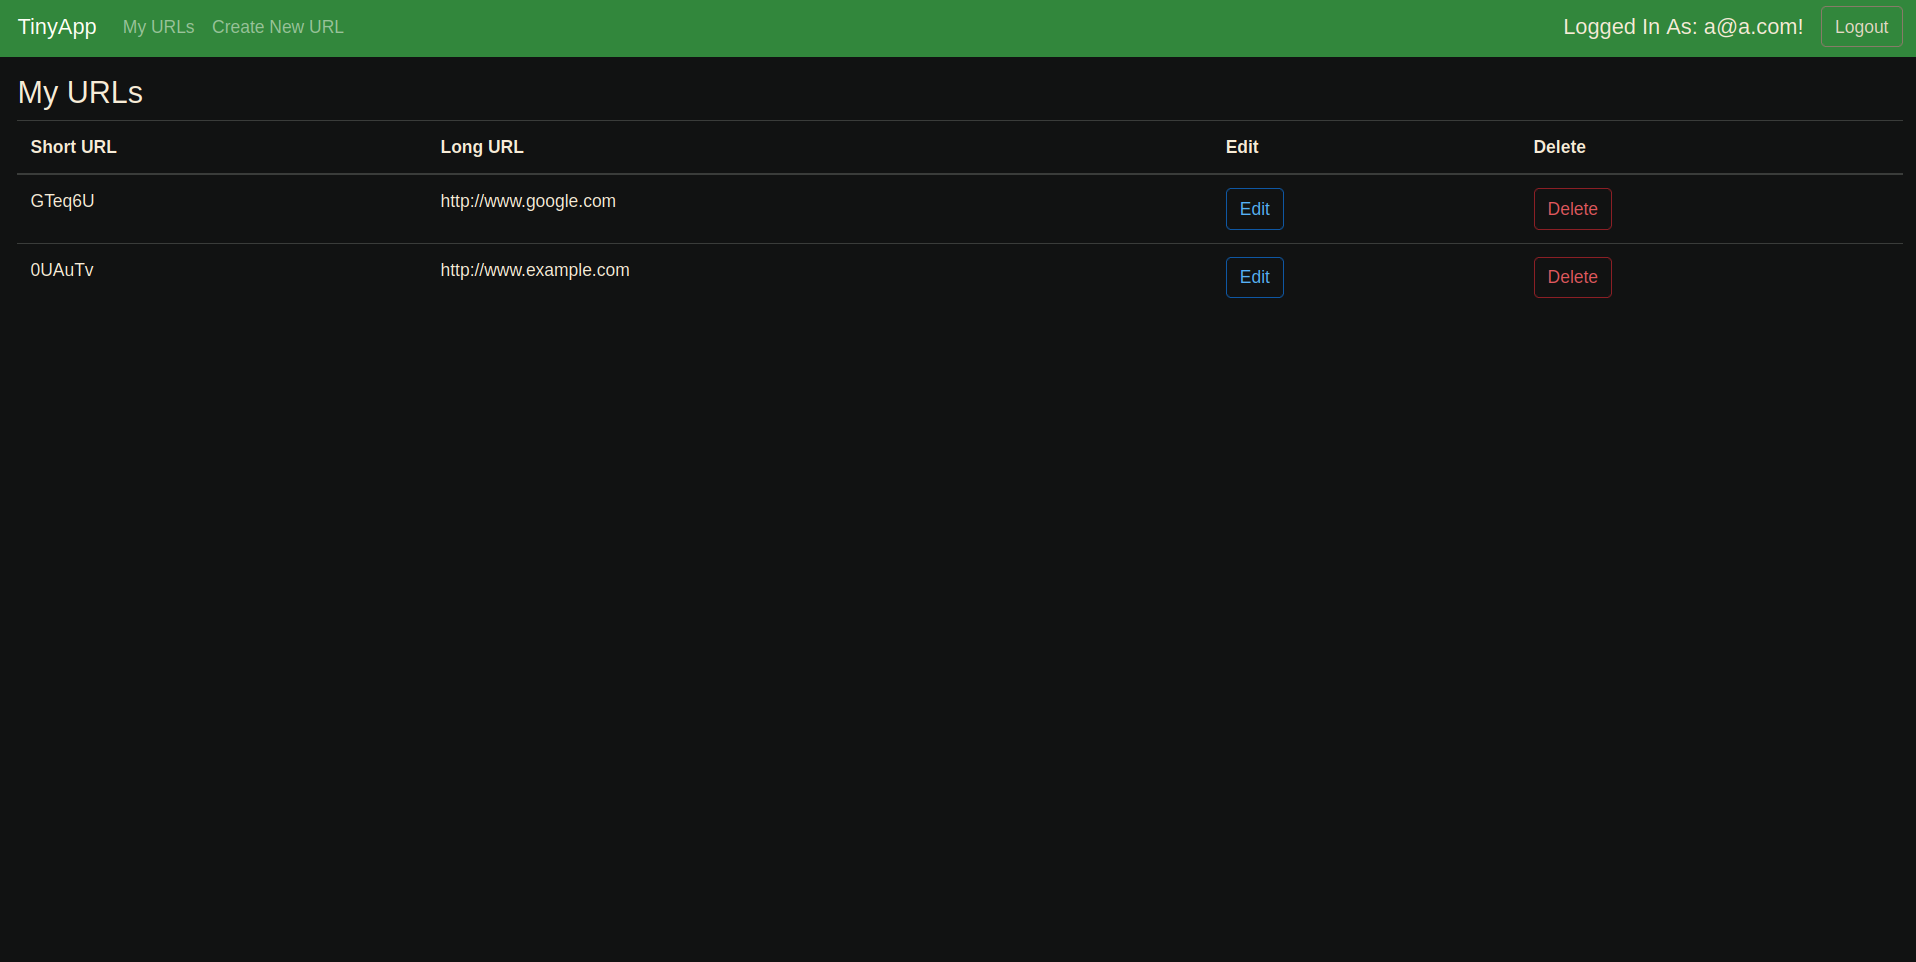 TinyApp My URLs Create New URL Logged In As: a@a.com! Logout
My URLs
Short URL Long URL Edit Delete
GTeq6U http://www.google.com Edit Delete
0UAuTv http://www.example.com Edit Delete